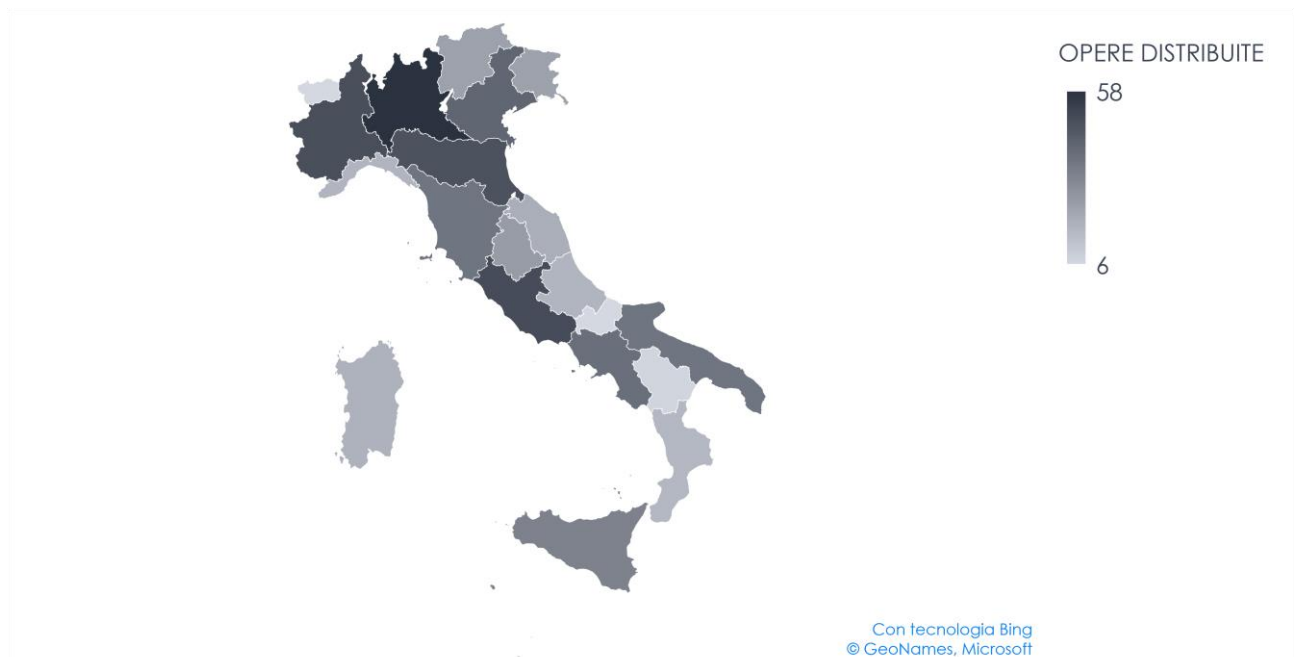 OPERE DISTRIBUITE
58
6
Con tecnologia Bing
© GeoNames, Microsoft